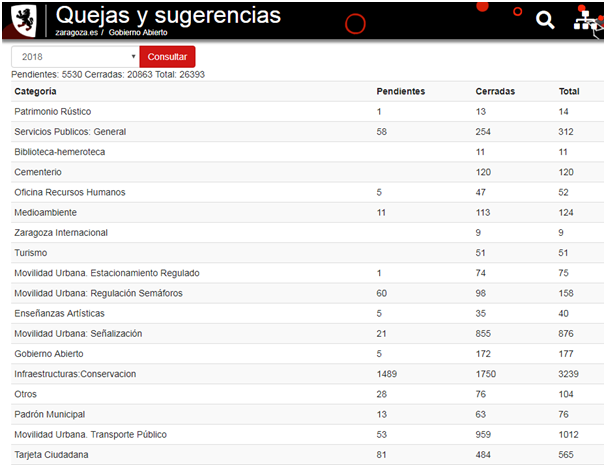 Quejas y sugerencias
zaragoza.es / Gobierno Abierto
2018 Consultar
Pendientes: 5530 Cerradas: 20863 Total: 26393
Categoría Pendientes Cerradas Total
Patrimonio Rústico 1 13 14
Servicios Publicos: General 58 254 312
Biblioteca-hemeroteca 11 11
Cementerio 120 120
Oficina Recursos Humanos 5 47 52
Medioambiente 11 113 124
Zaragoza Internacional 9 9
Turismo 51 51
Movilidad Urbana. Estacionamiento Regulado 1 74 75
Movilidad Urbana: Regulación Semáforos 60 98 158
Enseñanzas Artísticas 5 35 40
Movilidad Urbana: Señalización 21 855 876
Gobierno Abierto 5 172 177
Infraestructuras:Conservacion 1489 1750 3239
Otros 28 76 104
Padrón Municipal 13 63 76
Movilidad Urbana. Transporte Público 53 959 1012
Tarjeta Ciudadana 81 484 565